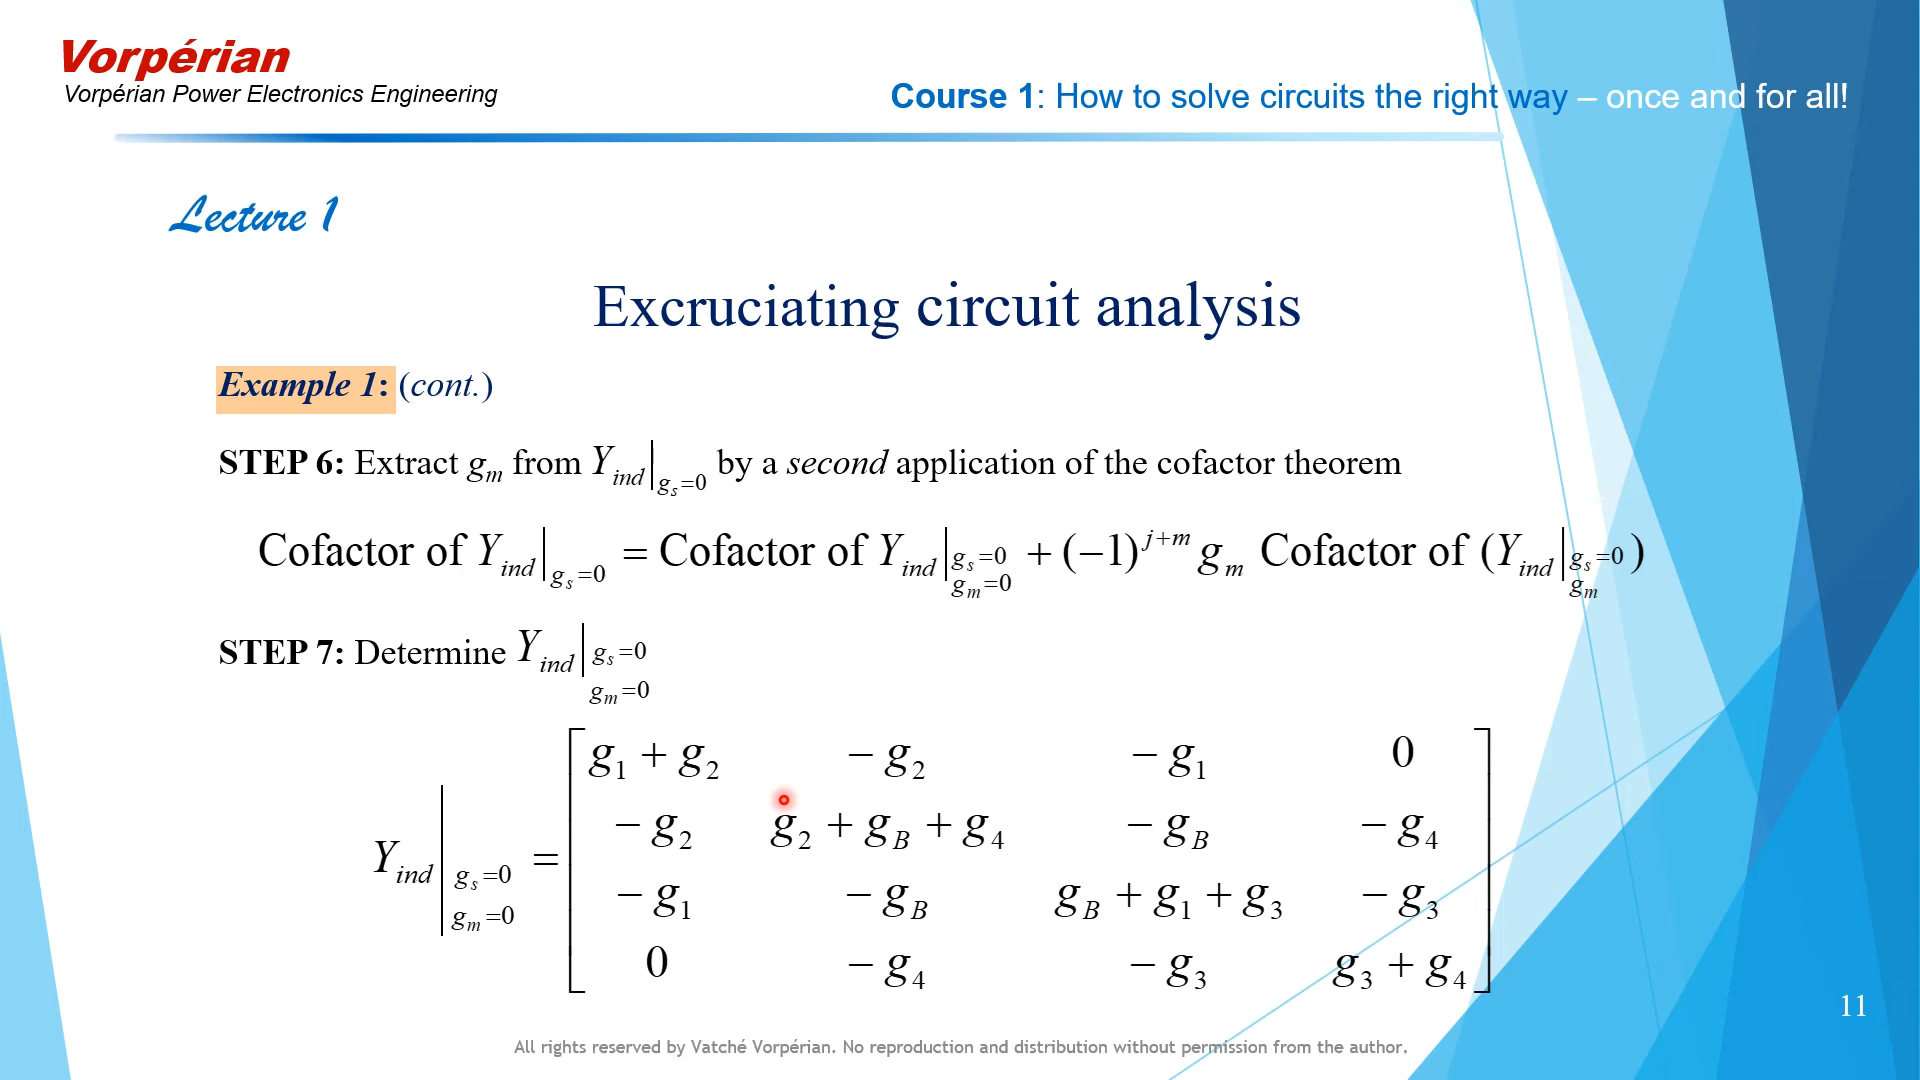 Vorpérian
Vorpérian Power Electronics Engineering
Course 1: How to solve circuits the right way – once and for all!
Lecture 1
Excruciating circuit analysis
Example 1: (cont.)
STEP 6: Extract g_m from Y_ind|_{g_s=0} by a second application of the cofactor theorem
Cofactor of Y_ind|_{g_s=0} = Cofactor of Y_ind|_{g_s=0, g_m=0} + (−1)^{j+m} g_m Cofactor of (Y_ind|_{g_s=0, g_m})
STEP 7: Determine Y_ind|_{g_s=0, g_m=0}
Y_ind|_{g_s=0, g_m=0} =
g_1 + g_2 − g_2 − g_1 0
− g_2 g_2 + g_B + g_4 − g_B − g_4
− g_1 − g_B g_B + g_1 + g_3 − g_3
0 − g_4 − g_3 g_3 + g_4
11
All rights reserved by Vatché Vorpérian. No reproduction and distribution without permission from the author.